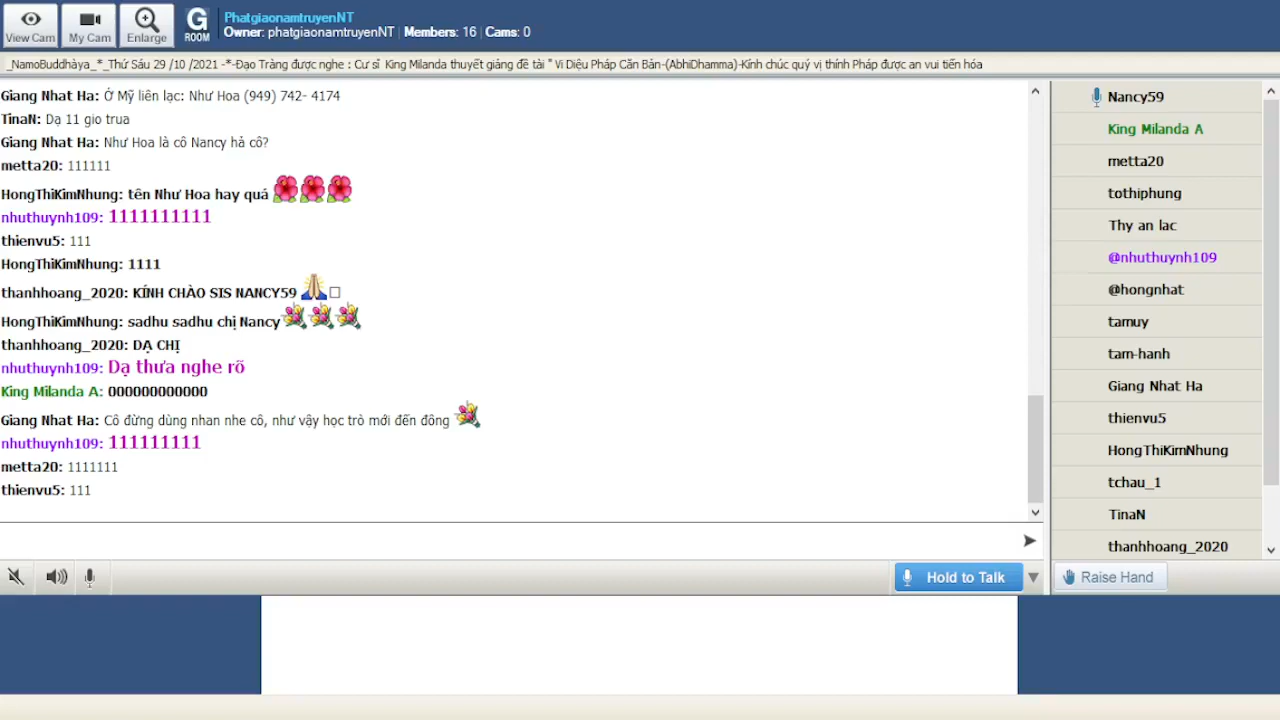 View Cam
My Cam
Enlarge
G
ROOM
PhatgiaonamtruyenNT
Owner: phatgiaonamtruyenNT | Members: 16 | Cams: 0
_NamoBuddhàya_*_Thứ Sáu 29 /10 /2021 -*-Đạo Tràng được nghe : Cư sĩ King Milanda thuyết giảng đề tài " Vi Diệu Pháp Căn Bản-(AbhiDhamma)-Kính chúc quý vị thính Pháp được an vui tiến hóa
Giang Nhat Ha: Ở Mỹ liên lạc: Như Hoa (949) 742- 4174
TinaN: Dạ 11 gio trua
Giang Nhat Ha: Như Hoa là cô Nancy hả cô?
metta20: 111111
HongThiKimNhung: tên Như Hoa hay quá
nhuthuynh109: 1111111111
thienvu5: 111
HongThiKimNhung: 1111
thanhhoang_2020: KÍNH CHÀO SIS NANCY59
HongThiKimNhung: sadhu sadhu chị Nancy
thanhhoang_2020: DẠ CHỊ
nhuthuynh109: Dạ thưa nghe rõ
King Milanda A: 000000000000
Giang Nhat Ha: Cô đừng dùng nhan nhe cô, như vậy học trò mới đến đông
nhuthuynh109: 111111111
metta20: 1111111
thienvu5: 111
Nancy59
King Milanda A
metta20
tothiphung
Thy an lac
@nhuthuynh109
@hongnhat
tamuy
tam-hanh
Giang Nhat Ha
thienvu5
HongThiKimNhung
tchau_1
TinaN
thanhhoang_2020
Hold to Talk
Raise Hand